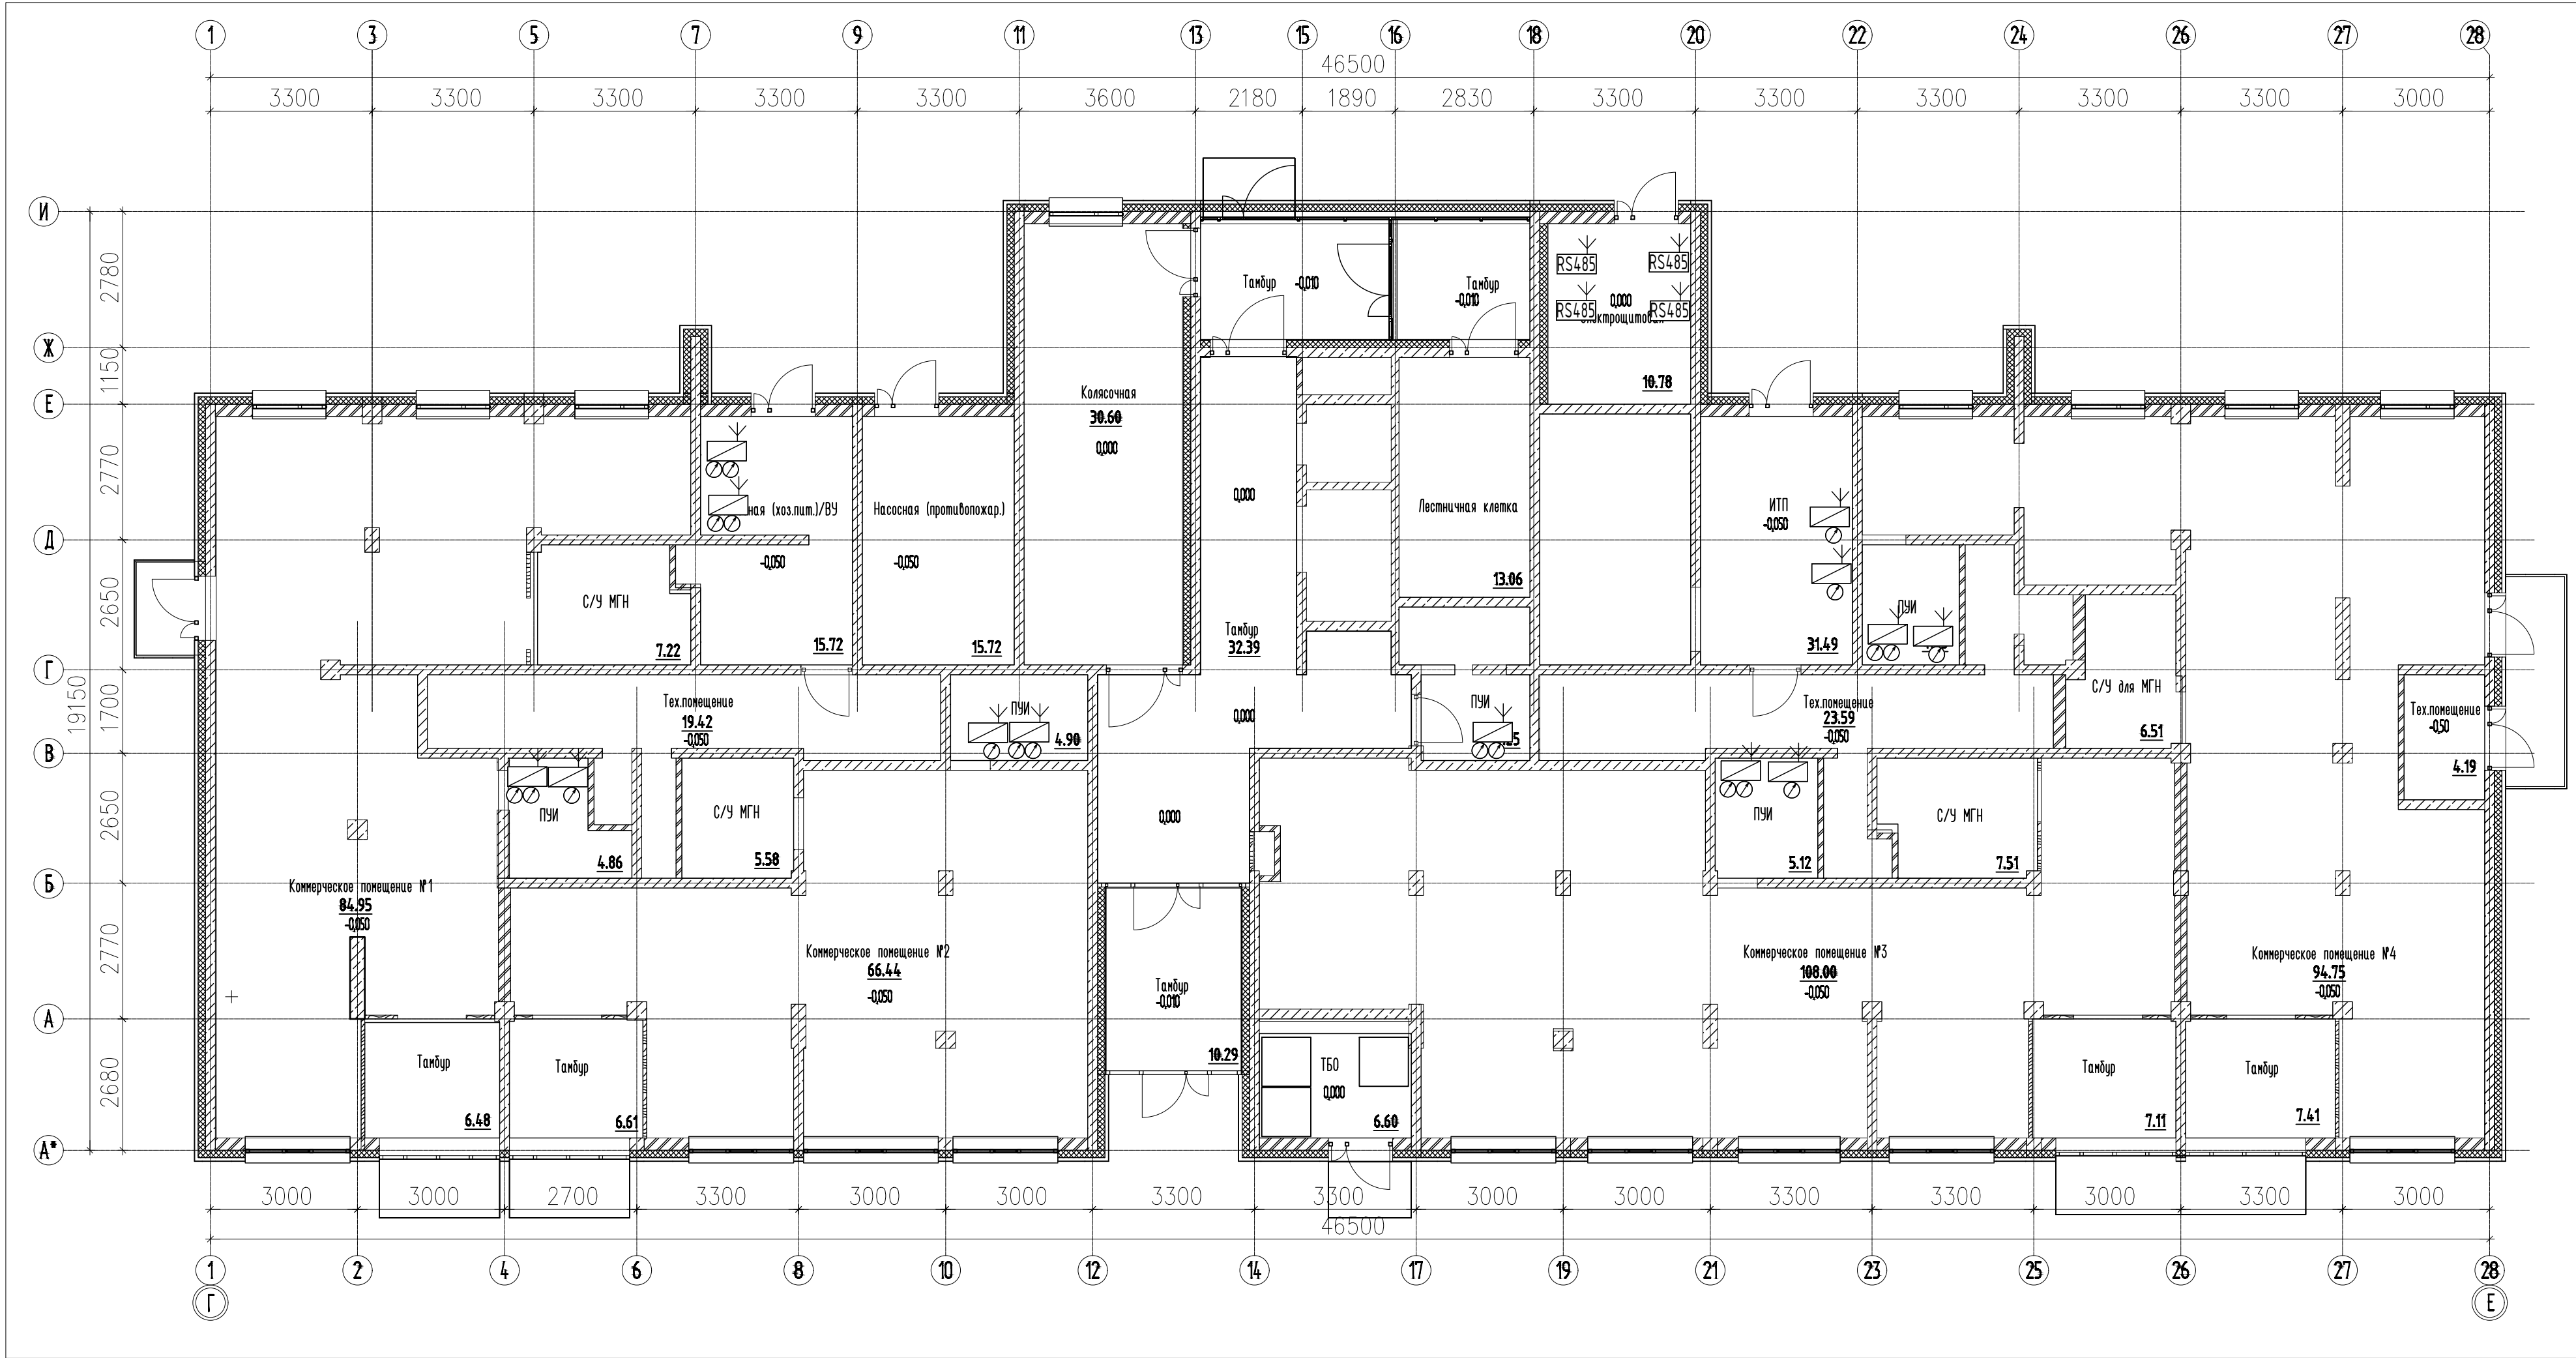 1 3 5 7 9 11 13 15 16 18 20 22 24 26 27 28
46500
3300 3300 3300 3300 3300 3600 2180 1890 2830 3300 3300 3300 3300 3300 3000
И
2780
Тамбур -0,010
Тамбур
-0,010
RS485 RS485
RS485 RS485
0,000
10.78
Ж
1150
Е
Колясочная
30.60
0,000
2770
ная (хоз.пит.)/ВУ
-0,050
15.72
Насосная (противопожар.)
-0,050
15.72
0,000
Тамбур
32.39
Лестничная клетка
13.06
ИТП
-0,050
31.49
ПУИ
Д
2650
С/У МГН
7.22
Г
19150
1700
Тех.помещение
19.42
-0,050
ПУИ
4.90
0,000
ПУИ
Тех.помещение
23.59
-0,050
С/У для МГН
6.51
Тех.помещение
-0,50
4.19
В
2650
ПУИ
4.86
С/У МГН
5.58
0,000
ПУИ
5.12
С/У МГН
7.51
Б
Коммерческое помещение №1
84.95
-0,050
2770
Коммерческое помещение №2
66.44
-0,050
Тамбур
-0,010
10.29
Коммерческое помещение №3
108.00
-0,050
Коммерческое помещение №4
94.75
-0,050
А
2680
Тамбур
6.48
Тамбур
6.61
ТБО
0,000
6.60
Тамбур
7.11
Тамбур
7.41
А*
3000 3000 2700 3300 3000 3000 3300 3300 3000 3000 3300 3300 3000 3300 3000
46500
1 2 4 6 8 10 12 14 17 19 21 23 25 26 27 28
Г Е